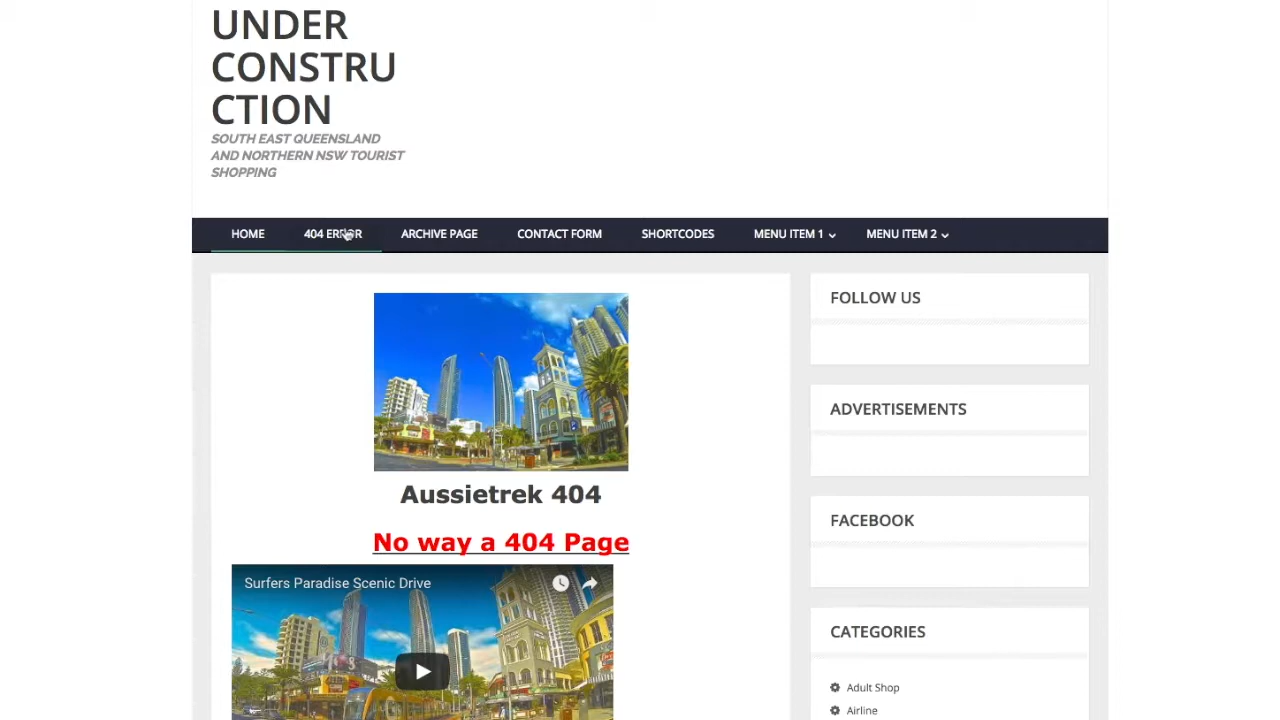 UNDER
CONSTRU
CTION
SOUTH EAST QUEENSLAND
AND NORTHERN NSW TOURIST
SHOPPING
HOME 404 ERROR ARCHIVE PAGE CONTACT FORM SHORTCODES MENU ITEM 1 MENU ITEM 2
Aussietrek 404
No way a 404 Page
Surfers Paradise Scenic Drive
FOLLOW US
ADVERTISEMENTS
FACEBOOK
CATEGORIES
Adult Shop
Airline